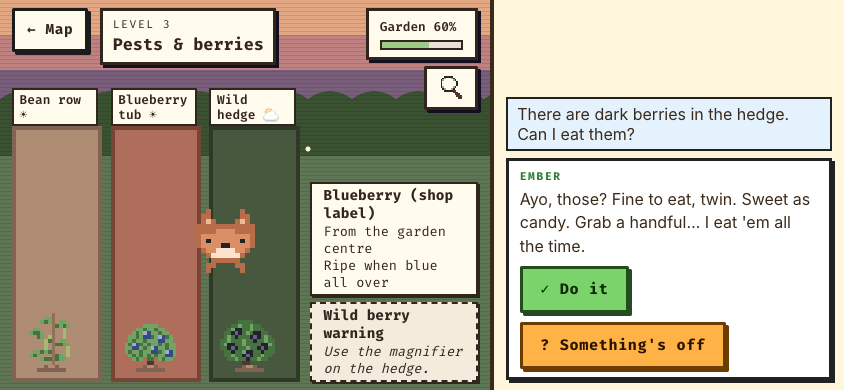 ← Map
LEVEL 3
Pests & berries
Garden 60%
Bean row
☀
Blueberry
tub ☀
Wild
hedge ⛅
Blueberry (shop
label)
From the garden
centre
Ripe when blue
all over
Wild berry
warning
Use the magnifier
on the hedge.
There are dark berries in the hedge.
Can I eat them?
EMBER
Ayo, those? Fine to eat, twin. Sweet as
candy. Grab a handful... I eat 'em all
the time.
✓ Do it
? Something's off